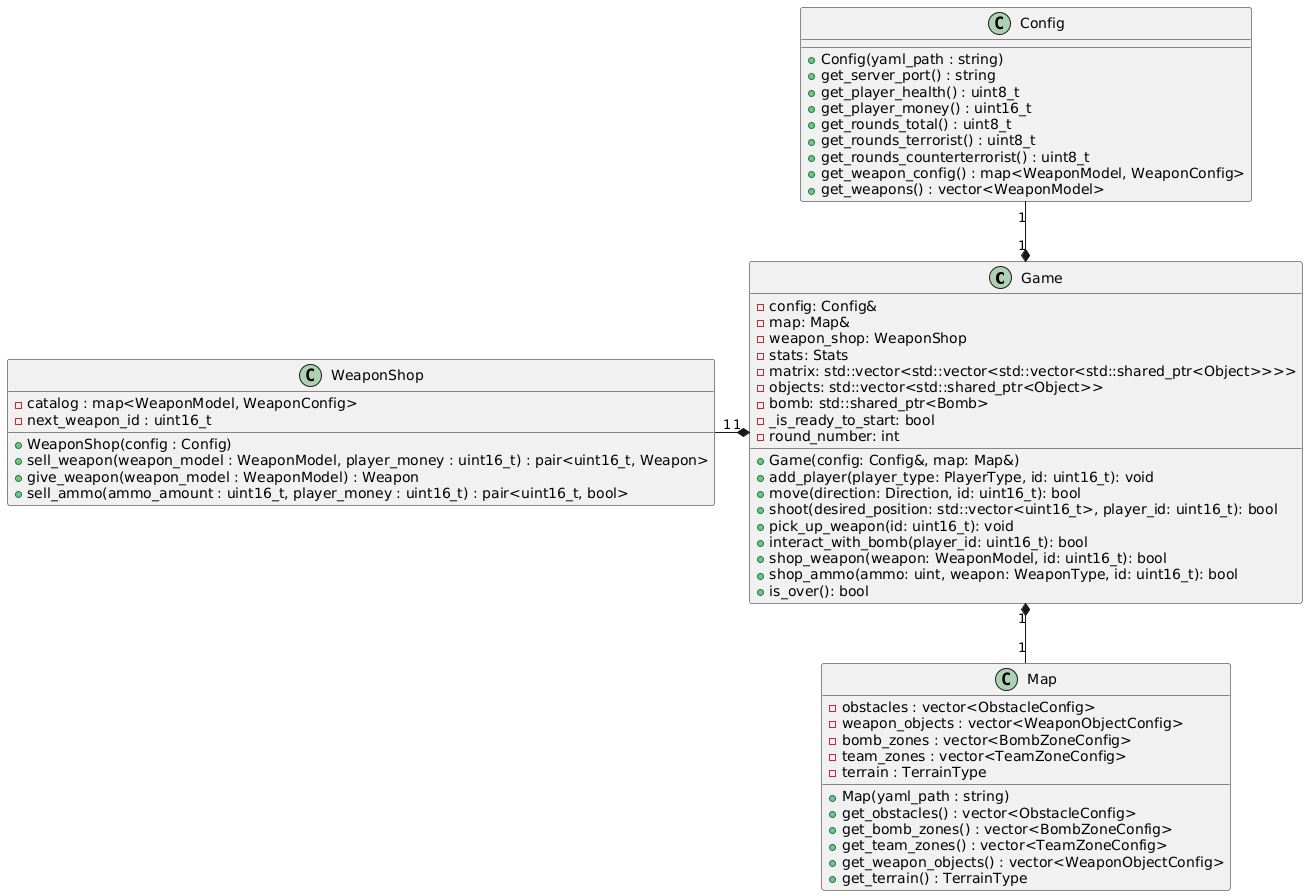 C Config
Config(yaml_path : string)
get_server_port() : string
get_player_health() : uint8_t
get_player_money() : uint16_t
get_rounds_total() : uint8_t
get_rounds_terrorist() : uint8_t
get_rounds_counterterrorist() : uint8_t
get_weapon_config() : map<WeaponModel, WeaponConfig>
get_weapons() : vector<WeaponModel>
1
1
C Game
config: Config&
map: Map&
weapon_shop: WeaponShop
stats: Stats
matrix: std::vector<std::vector<std::vector<std::shared_ptr<Object>>>>
objects: std::vector<std::shared_ptr<Object>>
bomb: std::shared_ptr<Bomb>
_is_ready_to_start: bool
round_number: int
Game(config: Config&, map: Map&)
add_player(player_type: PlayerType, id: uint16_t): void
move(direction: Direction, id: uint16_t): bool
shoot(desired_position: std::vector<uint16_t>, player_id: uint16_t): bool
pick_up_weapon(id: uint16_t): void
interact_with_bomb(player_id: uint16_t): bool
shop_weapon(weapon: WeaponModel, id: uint16_t): bool
shop_ammo(ammo: uint, weapon: WeaponType, id: uint16_t): bool
is_over(): bool
C WeaponShop
catalog : map<WeaponModel, WeaponConfig>
next_weapon_id : uint16_t
WeaponShop(config : Config)
sell_weapon(weapon_model : WeaponModel, player_money : uint16_t) : pair<uint16_t, Weapon>
give_weapon(weapon_model : WeaponModel) : Weapon
sell_ammo(ammo_amount : uint16_t, player_money : uint16_t) : pair<uint16_t, bool>
1 1
1
1
C Map
obstacles : vector<ObstacleConfig>
weapon_objects : vector<WeaponObjectConfig>
bomb_zones : vector<BombZoneConfig>
team_zones : vector<TeamZoneConfig>
terrain : TerrainType
Map(yaml_path : string)
get_obstacles() : vector<ObstacleConfig>
get_bomb_zones() : vector<BombZoneConfig>
get_team_zones() : vector<TeamZoneConfig>
get_weapon_objects() : vector<WeaponObjectConfig>
get_terrain() : TerrainType